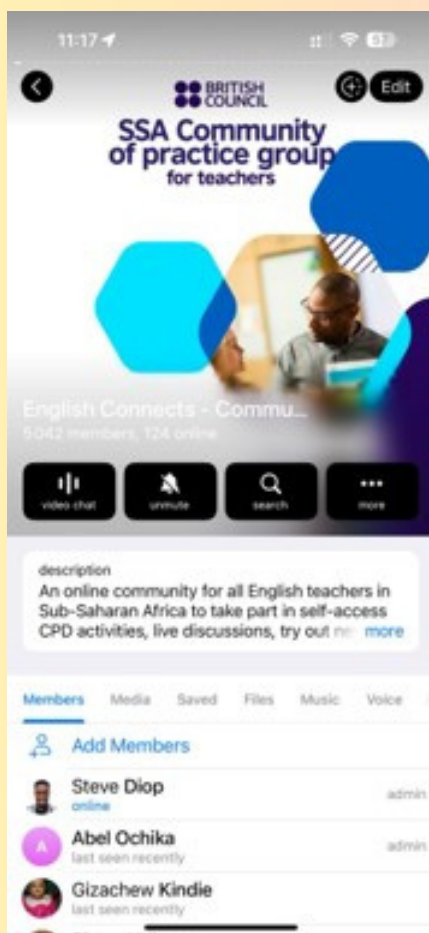 11:17
BRITISH
COUNCIL
Edit
SSA Community
of practice group
for teachers
English Connects - Commu...
5042 members, 124 online
video chat
unmute
search
more
description
An online community for all English teachers in
Sub-Saharan Africa to take part in self-access
CPD activities, live discussions, try out more
Members Media Saved Files Music Voice
Add Members
Steve Diop
admin
online
Abel Ochika
admin
A
last seen recently
Gizachew Kindie
last seen recently